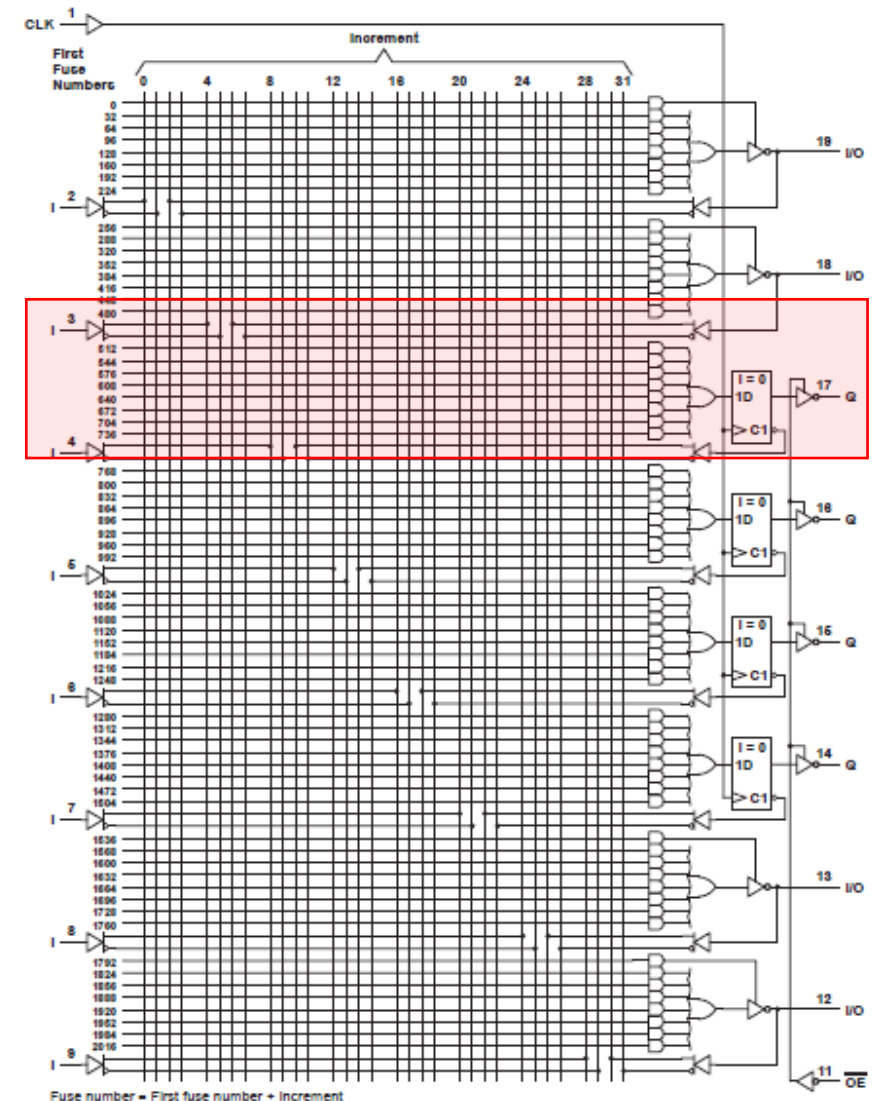 CLK 1
Increment
First
Fuse
Numbers
0 4 8 12 16 20 24 28 31
0
32
64
96
128
160
192
224
19 I/O
I 2
256
288
320
352
384
416
448
480
18 I/O
I 3
512
544
576
608
640
672
704
736
I = 0
1D
C1
17 Q
I 4
768
800
832
864
896
928
960
992
I = 0
1D
C1
16 Q
I 5
1024
1056
1088
1120
1152
1184
1216
1248
I = 0
1D
C1
15 Q
I 6
1280
1312
1344
1376
1408
1440
1472
1504
I = 0
1D
C1
14 Q
I 7
1536
1568
1600
1632
1664
1696
1728
1760
13 I/O
I 8
1792
1824
1856
1888
1920
1952
1984
2016
12 I/O
I 9
11 OE
Fuse number = First fuse number + Increment